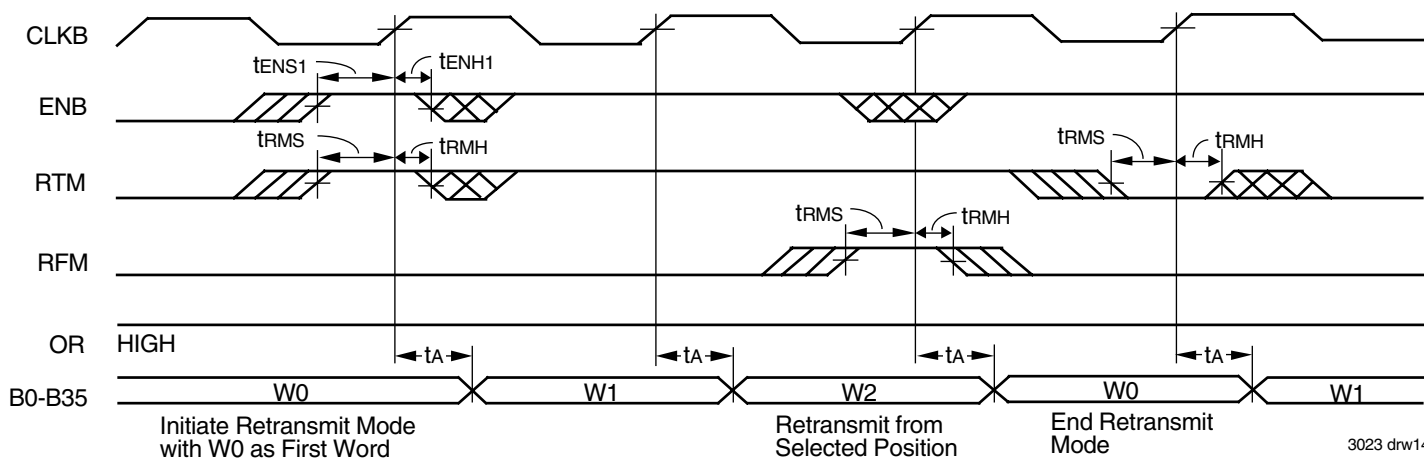 CLKB
tENS1 tENH1
ENB
tRMS tRMH tRMS tRMH
RTM
tRMS tRMH
RFM
OR HIGH
tA tA tA tA
B0-B35 W0 W1 W2 W0 W1
Initiate Retransmit Mode
with W0 as First Word
Retransmit from
Selected Position
End Retransmit
Mode
3023 drw14